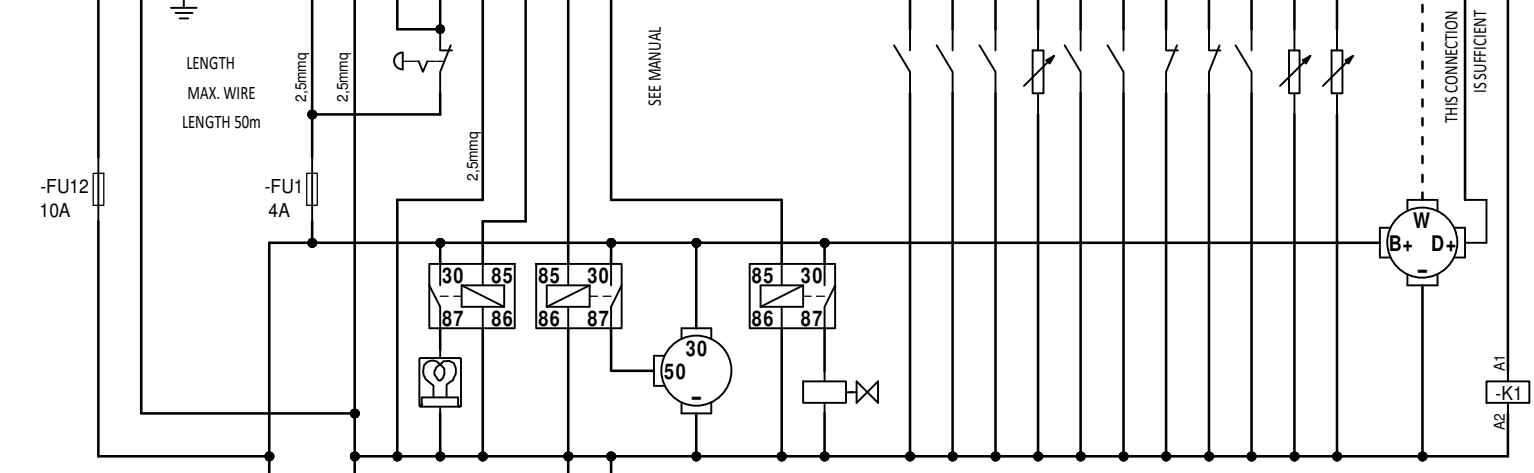 LENGTH
MAX. WIRE
LENGTH 50m
2,5mmq
2,5mmq
2,5mmq
SEE MANUAL
THIS CONNECTION
IS SUFFICIENT
-FU12
10A
-FU1
4A
W
B+ D+
-
30 85
87 86
85 30
86 87
85 30
86 87
30
50
-
A1
-K1
A2